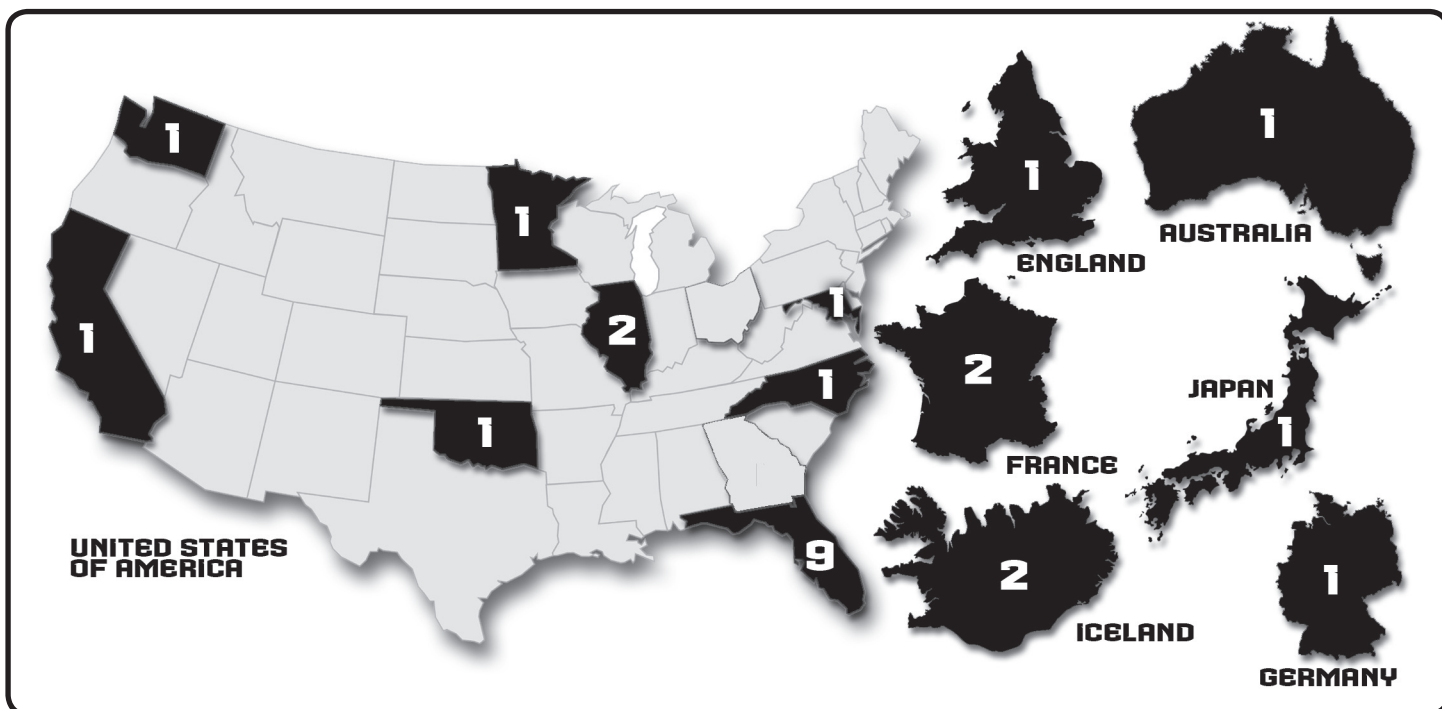 1
1
1
1
2
1
1
9
UNITED STATES
OF AMERICA
1
ENGLAND
1
AUSTRALIA
2
FRANCE
JAPAN
1
2
ICELAND
1
GERMANY